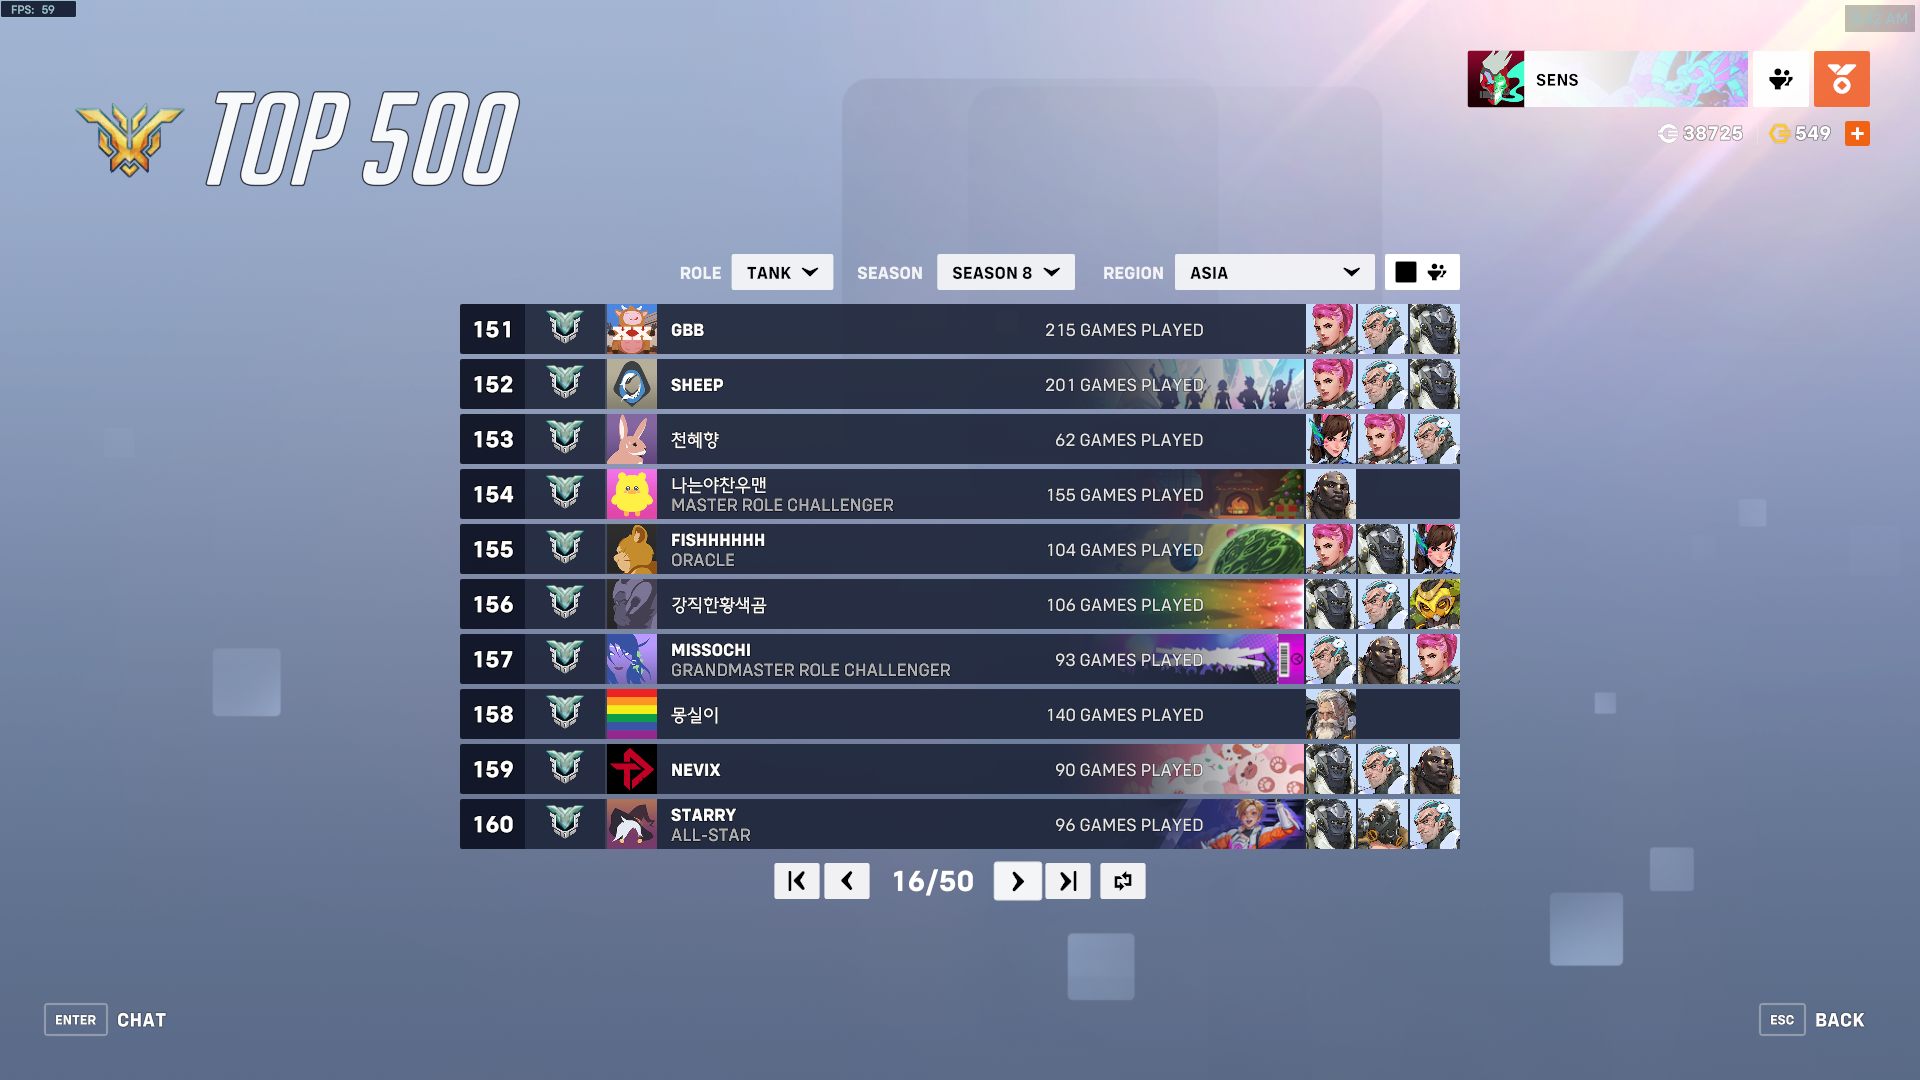 FPS: 59
TOP 500
SENS
38725
549
ROLE
TANK
SEASON
SEASON 8
REGION
ASIA
151 GBB 215 GAMES PLAYED
152 SHEEP 201 GAMES PLAYED
153 천혜향 62 GAMES PLAYED
154 나는야찬우맨 155 GAMES PLAYED
MASTER ROLE CHALLENGER
155 FISHHHHHH 104 GAMES PLAYED
ORACLE
156 강직한황색곰 106 GAMES PLAYED
157 MISSOCHI 93 GAMES PLAYED
GRANDMASTER ROLE CHALLENGER
158 몽실이 140 GAMES PLAYED
159 NEVIX 90 GAMES PLAYED
160 STARRY 96 GAMES PLAYED
ALL-STAR
16/50
ENTER CHAT
ESC BACK